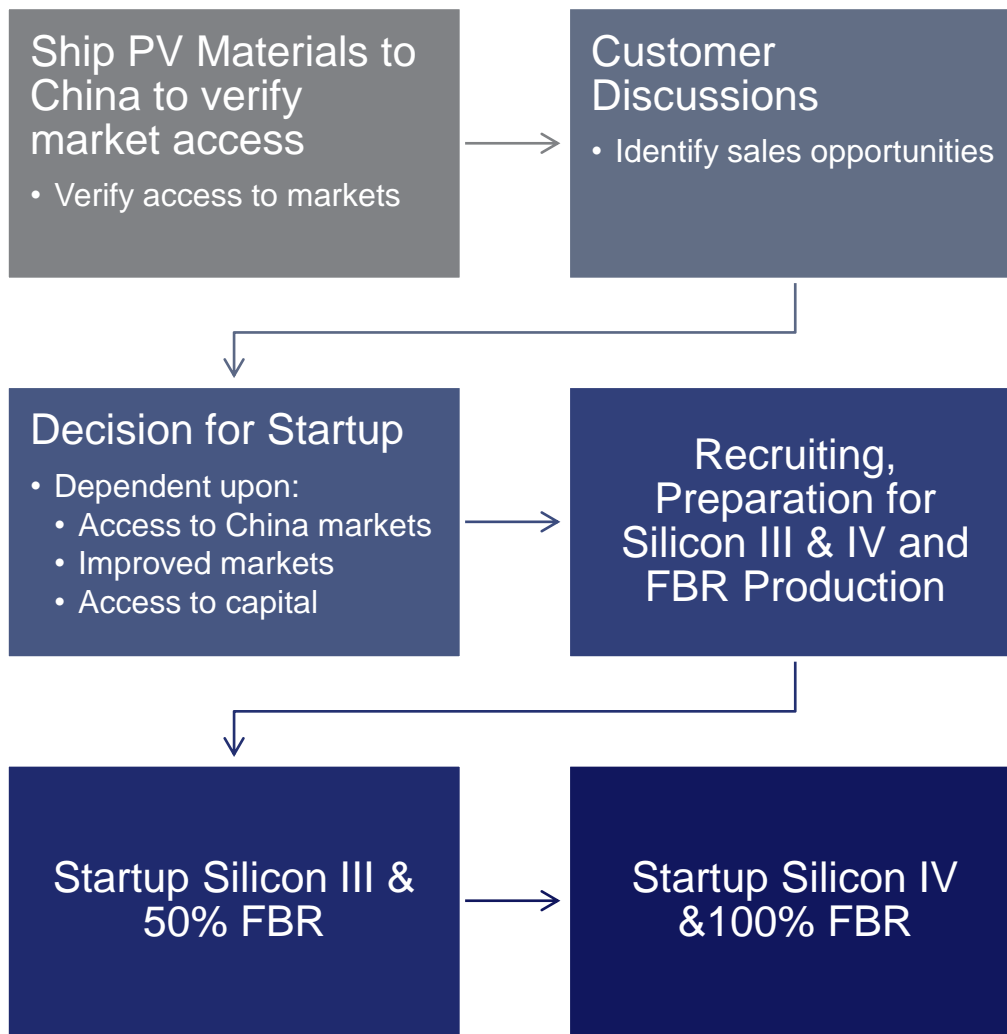 Ship PV Materials to
China to verify
market access
• Verify access to markets
Customer
Discussions
• Identify sales opportunities
Decision for Startup
• Dependent upon:
• Access to China markets
• Improved markets
• Access to capital
Recruiting,
Preparation for
Silicon III & IV and
FBR Production
Startup Silicon III &
50% FBR
Startup Silicon IV
&100% FBR